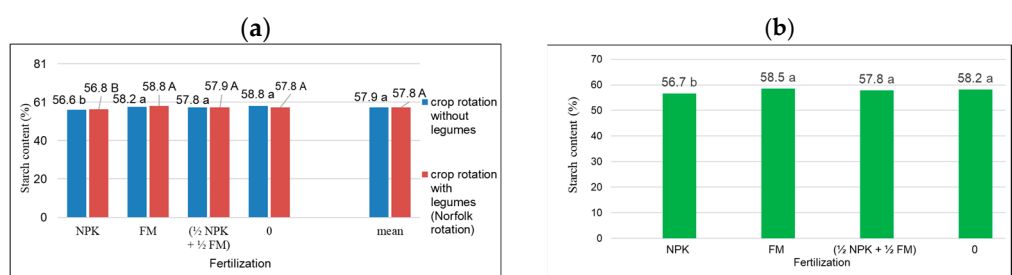 (a)
81
61
40
20
0
Starch content (%)
56.6 b
56.8 B
58.2 a
58.8 A
57.8 a
57.9 A
58.8 a
57.8 A
57.9 a
57.8 A
NPK
FM
(½ NPK
+ ½ FM)
0
mean
Fertilization
crop rotation
without
legumes
crop rotation
with
legumes
(Norfolk
rotation)
(b)
70
60
50
40
30
20
10
0
Starch content (%)
56.7 b
58.5 a
57.8 a
58.2 a
NPK
FM
(½ NPK + ½ FM)
0
Fertilization